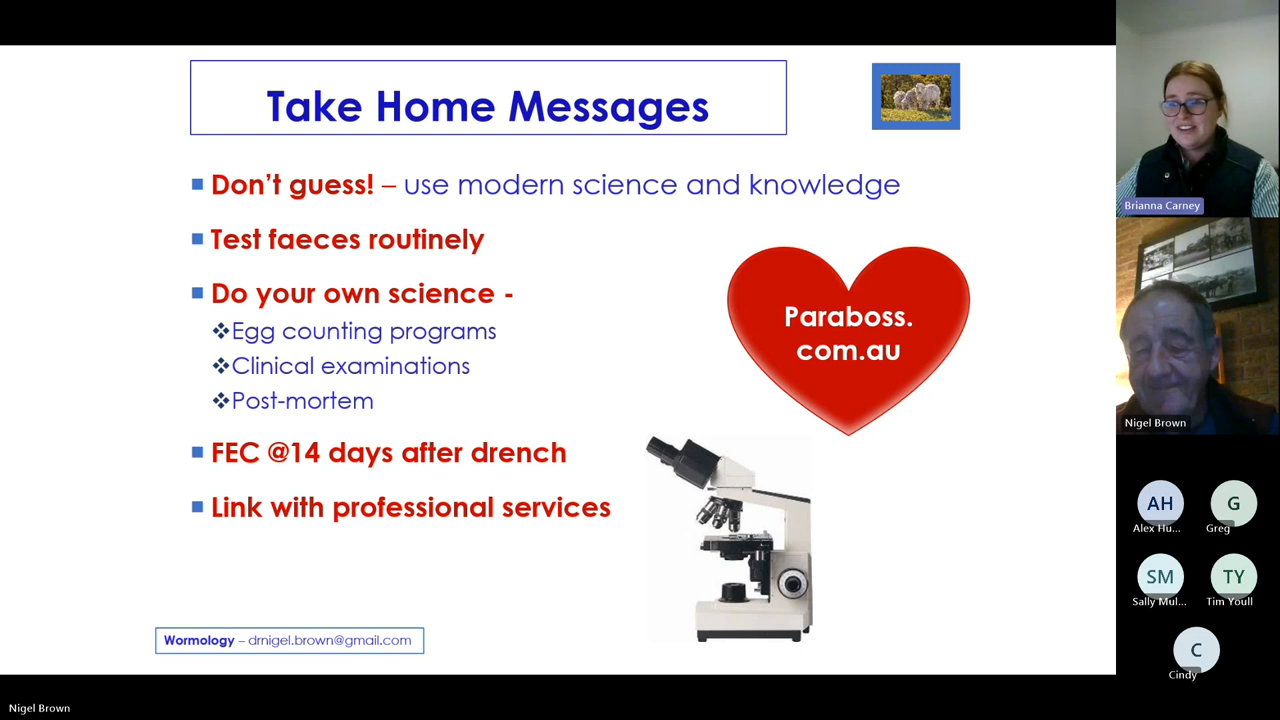 Take Home Messages
Don't guess! – use modern science and knowledge
Test faeces routinely
Do your own science -
Egg counting programs
Clinical examinations
Post-mortem
FEC @14 days after drench
Link with professional services
Paraboss.
com.au
Wormology – drnigel.brown@gmail.com
Nigel Brown
Brianna Carney
Nigel Brown
AH
Alex Hu...
G
Greg
SM
Sally Mul...
TY
Tim Youll
C
Cindy